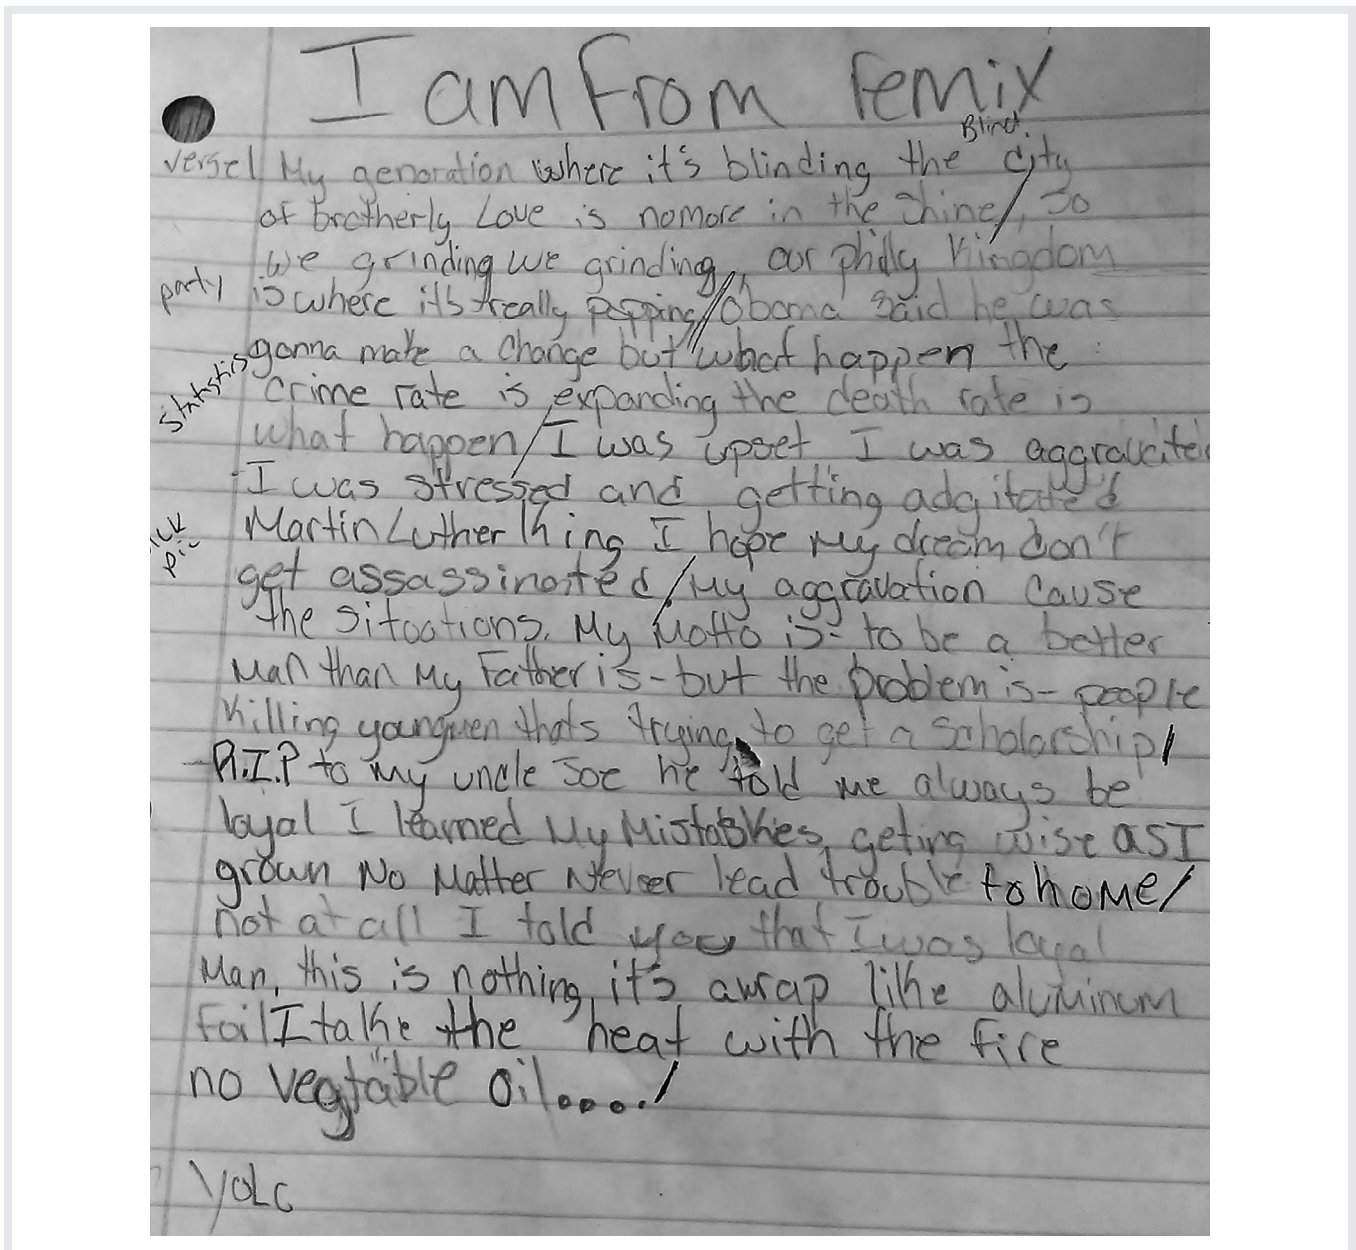 I am From remix
Blind.
verse 1 My genoration where it's blinding the city
of brotherly Love is nomore in the shine/, so
we grinding we grinding, our philly kingdom
party is where it's really popping/Obama said he was
gonna make a change but what happen the
statistis crime rate is expanding the death rate is
what happen/I was upset I was aggravated
-I was stressed and getting adgitated
Martin Luther King I hope my dream don't
pic get assassinated/My aggravation cause
the sitoations. My Motto is- to be a better
Man than My Father is-but the problem is- people
killing youngmen thats trying to get a scholarship/
-R.I.P to my uncle Joe he told me always be
loyal I learned My Mistakes, geting wise as I
grown No Matter Never lead trouble to home/
not at all I told you that I was loyal
Man, this is nothing, it's awrap like aluminum
foil I take the heat with the fire
no vegtable oil..../